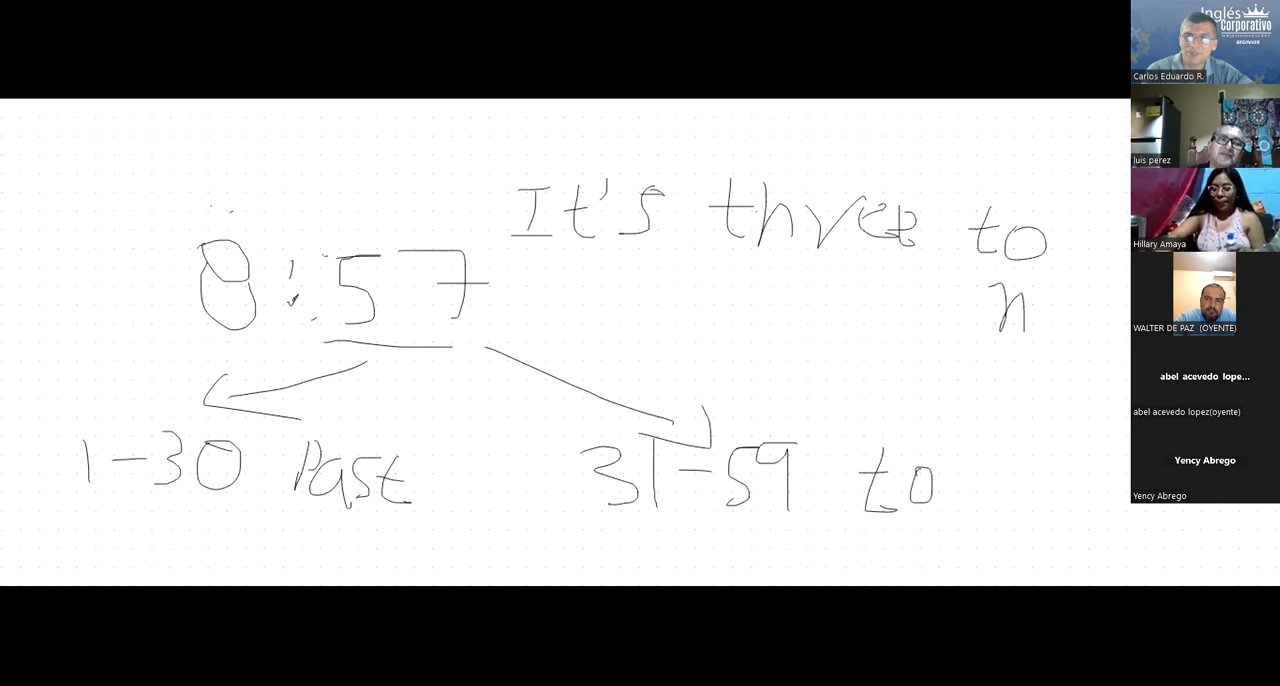 It's three to
8:57
n
1-30 Past
31-59 to
Inglés
Corporativo
BEGINNER
Carlos Eduardo R.
luis perez
Hillary Amaya
WALTER DE PAZ (OYENTE)
abel acevedo lope...
abel acevedo lopez(oyente)
Yency Abrego
Yency Abrego